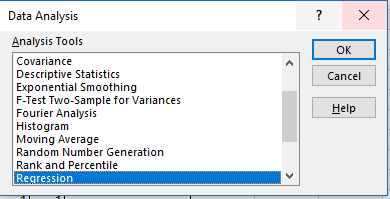 Data Analysis
?
Analysis Tools
Covariance
Descriptive Statistics
Exponential Smoothing
F-Test Two-Sample for Variances
Fourier Analysis
Histogram
Moving Average
Random Number Generation
Rank and Percentile
Regression
OK
Cancel
Help